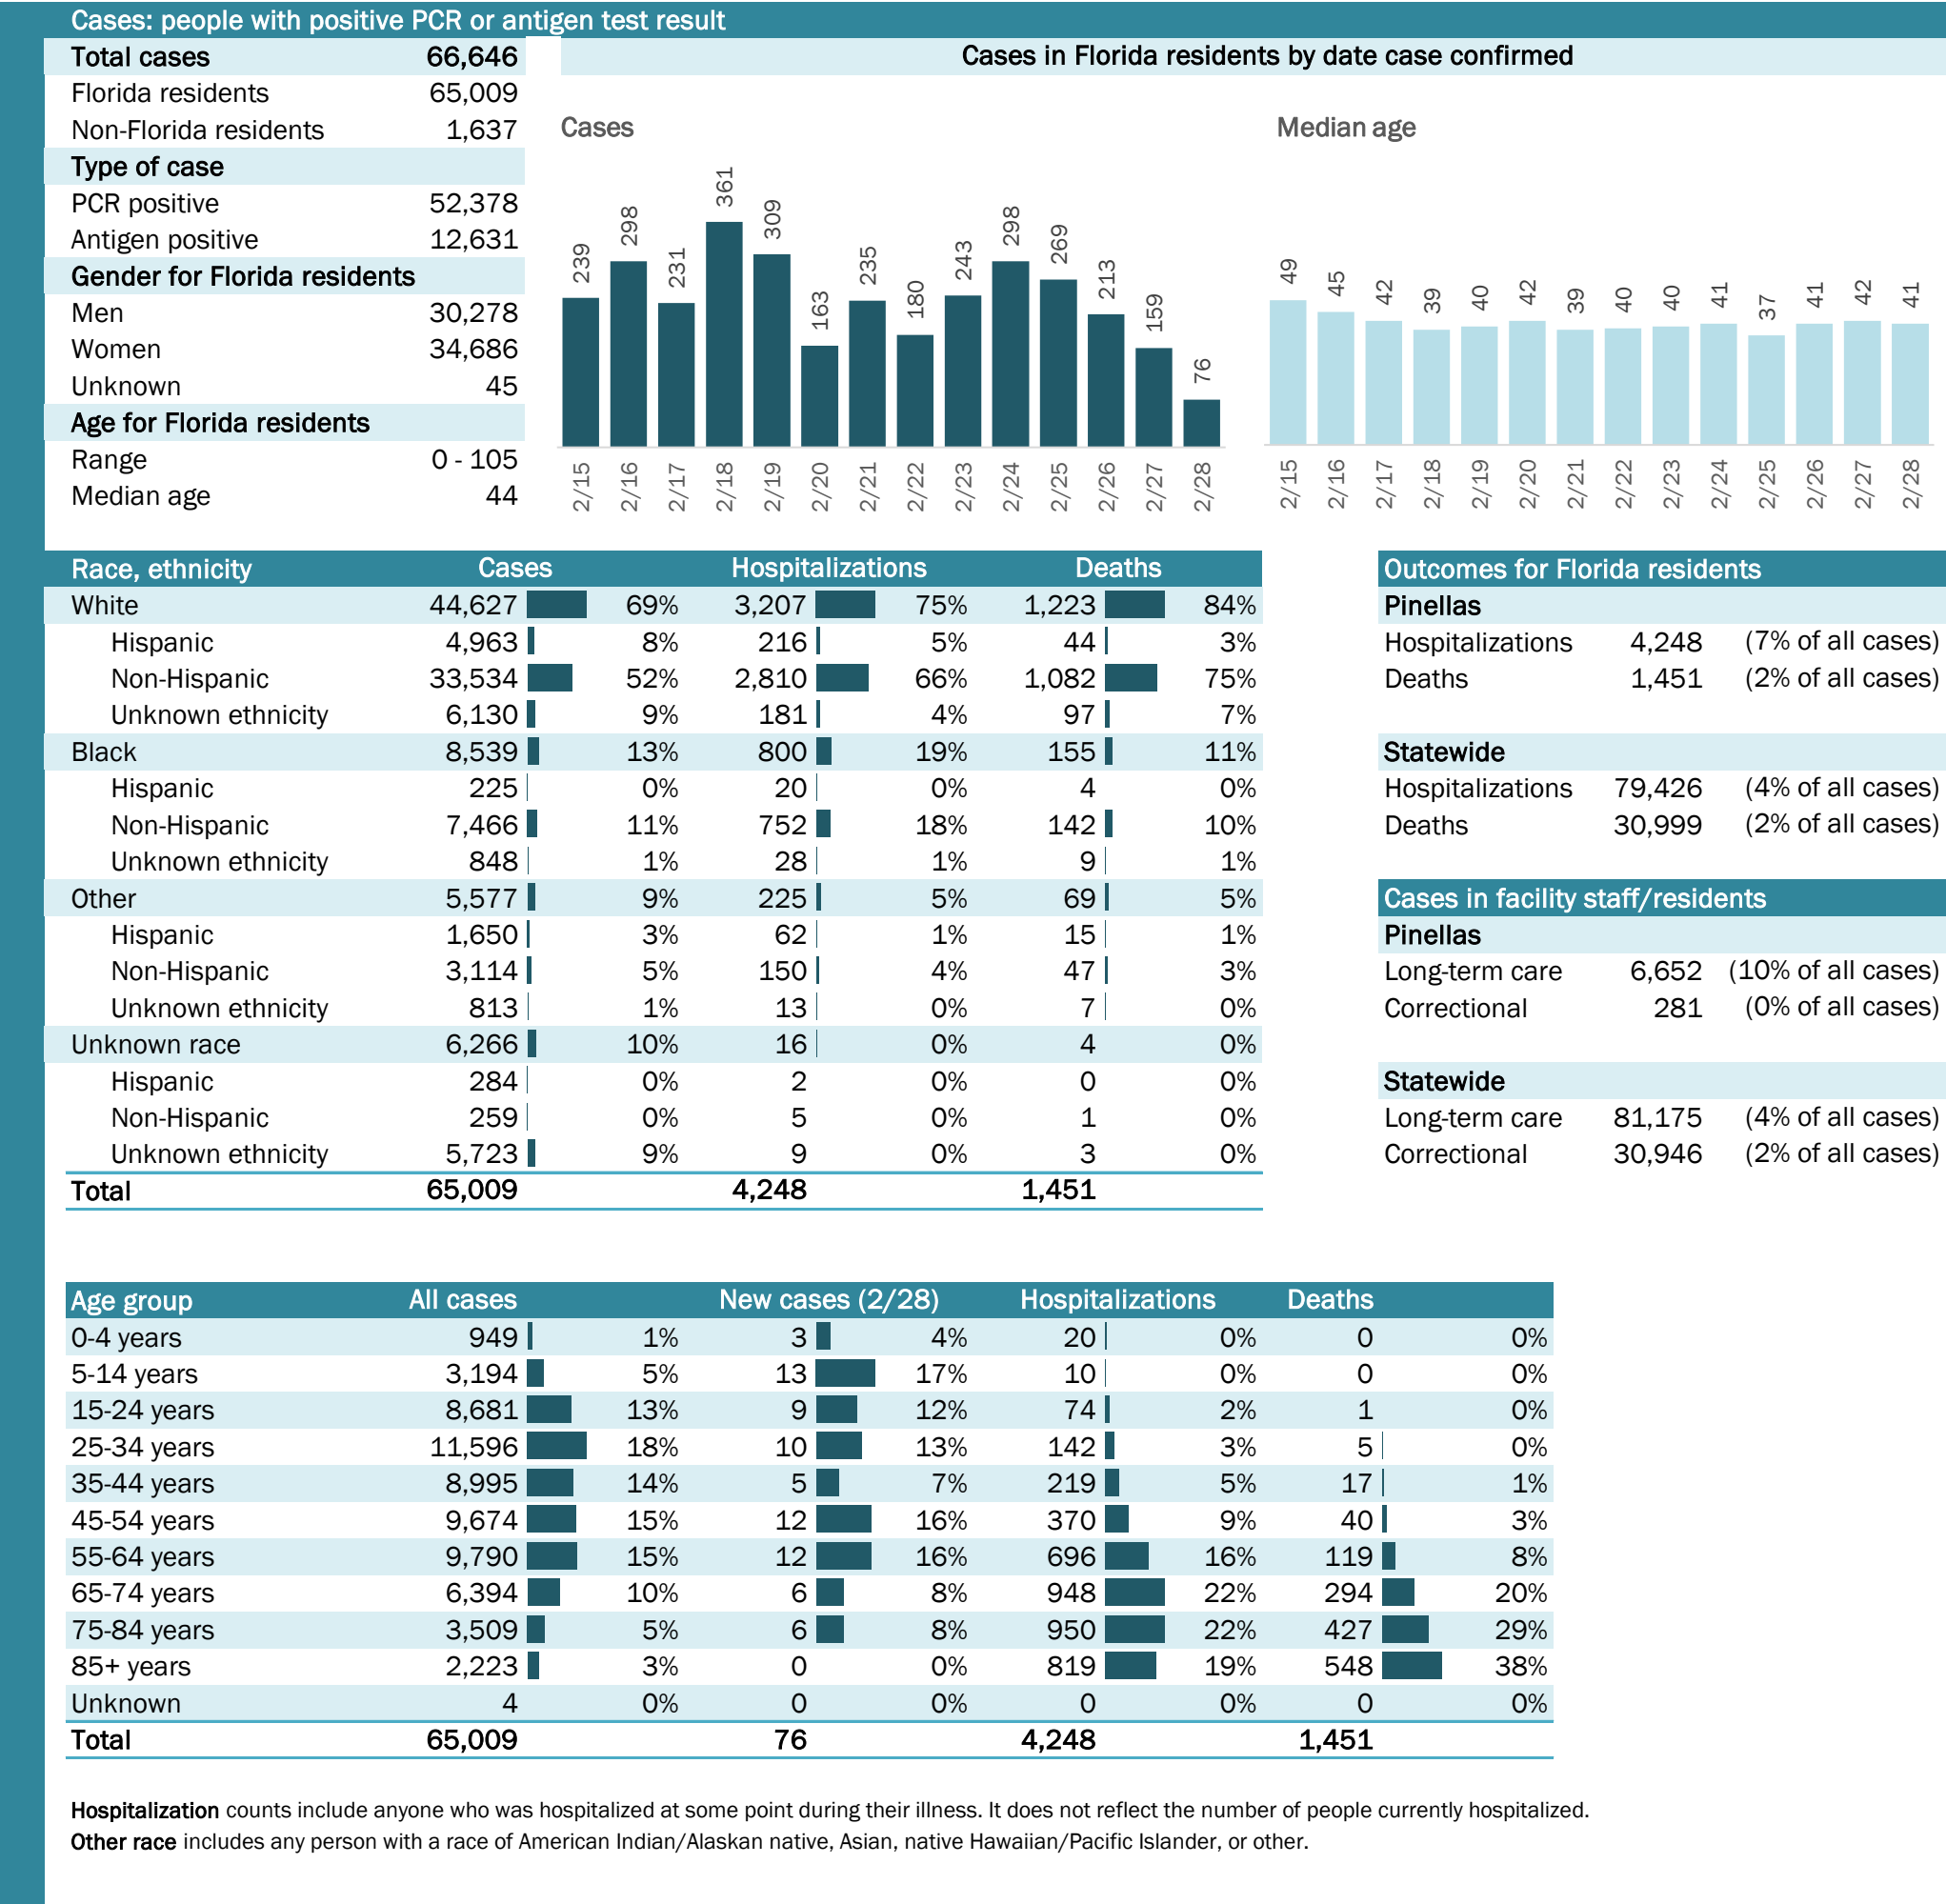 Cases: people with positive PCR or antigen test result
Total cases 66,646
Florida residents 65,009
Non-Florida residents 1,637
Type of case
PCR positive 52,378
Antigen positive 12,631
Gender for Florida residents
Men 30,278
Women 34,686
Unknown 45
Age for Florida residents
Range 0 - 105
Median age 44
Cases in Florida residents by date case confirmed
Cases
239 298 231 361 309 163 235 180 243 298 269 213 159 76
2/15 2/16 2/17 2/18 2/19 2/20 2/21 2/22 2/23 2/24 2/25 2/26 2/27 2/28
Median age
49 45 42 39 40 42 39 40 40 41 37 41 42 41
2/15 2/16 2/17 2/18 2/19 2/20 2/21 2/22 2/23 2/24 2/25 2/26 2/27 2/28
Race, ethnicity Cases Hospitalizations Deaths
White 44,627 69% 3,207 75% 1,223 84%
Hispanic 4,963 8% 216 5% 44 3%
Non-Hispanic 33,534 52% 2,810 66% 1,082 75%
Unknown ethnicity 6,130 9% 181 4% 97 7%
Black 8,539 13% 800 19% 155 11%
Hispanic 225 0% 20 0% 4 0%
Non-Hispanic 7,466 11% 752 18% 142 10%
Unknown ethnicity 848 1% 28 1% 9 1%
Other 5,577 9% 225 5% 69 5%
Hispanic 1,650 3% 62 1% 15 1%
Non-Hispanic 3,114 5% 150 4% 47 3%
Unknown ethnicity 813 1% 13 0% 7 0%
Unknown race 6,266 10% 16 0% 4 0%
Hispanic 284 0% 2 0% 0 0%
Non-Hispanic 259 0% 5 0% 1 0%
Unknown ethnicity 5,723 9% 9 0% 3 0%
Total 65,009 4,248 1,451
Outcomes for Florida residents
Pinellas
Hospitalizations 4,248 (7% of all cases)
Deaths 1,451 (2% of all cases)
Statewide
Hospitalizations 79,426 (4% of all cases)
Deaths 30,999 (2% of all cases)
Cases in facility staff/residents
Pinellas
Long-term care 6,652 (10% of all cases)
Correctional 281 (0% of all cases)
Statewide
Long-term care 81,175 (4% of all cases)
Correctional 30,946 (2% of all cases)
Age group All cases New cases (2/28) Hospitalizations Deaths
0-4 years 949 1% 3 4% 20 0% 0 0%
5-14 years 3,194 5% 13 17% 10 0% 0 0%
15-24 years 8,681 13% 9 12% 74 2% 1 0%
25-34 years 11,596 18% 10 13% 142 3% 5 0%
35-44 years 8,995 14% 5 7% 219 5% 17 1%
45-54 years 9,674 15% 12 16% 370 9% 40 3%
55-64 years 9,790 15% 12 16% 696 16% 119 8%
65-74 years 6,394 10% 6 8% 948 22% 294 20%
75-84 years 3,509 5% 6 8% 950 22% 427 29%
85+ years 2,223 3% 0 0% 819 19% 548 38%
Unknown 4 0% 0 0% 0 0% 0 0%
Total 65,009 76 4,248 1,451
Hospitalization counts include anyone who was hospitalized at some point during their illness. It does not reflect the number of people currently hospitalized.
Other race includes any person with a race of American Indian/Alaskan native, Asian, native Hawaiian/Pacific Islander, or other.